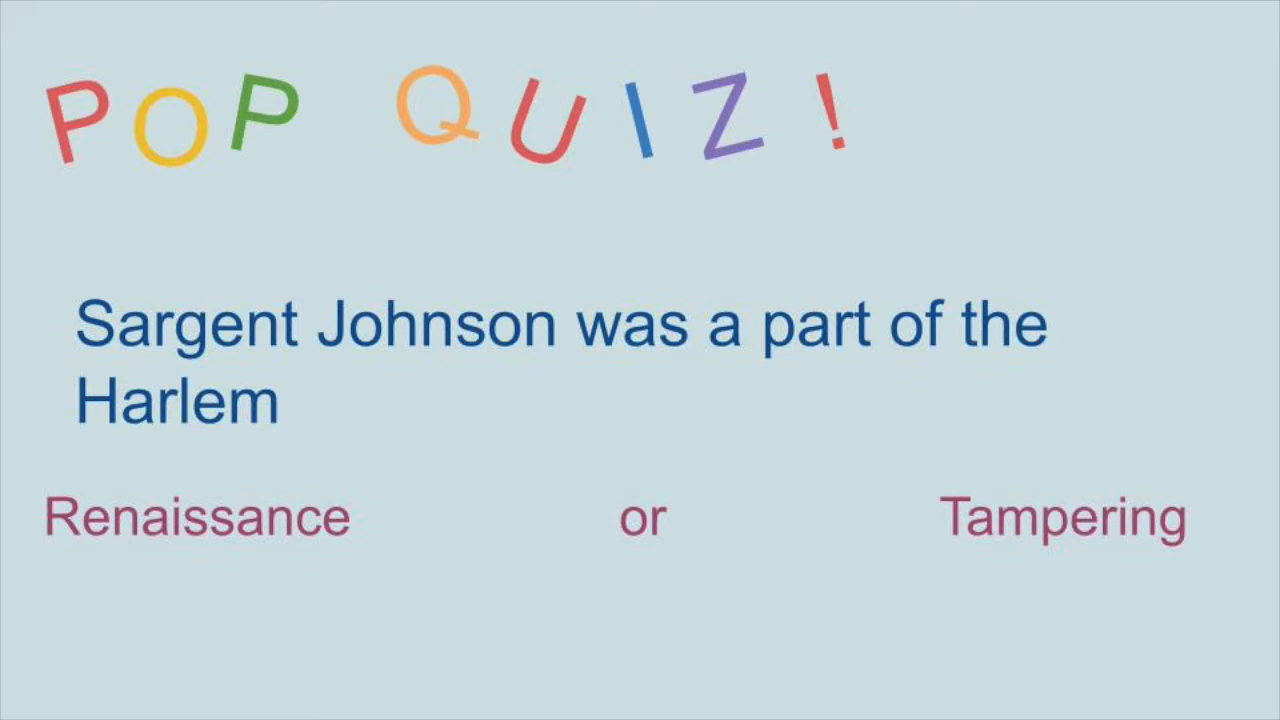 POP QUIZ!
Sargent Johnson was a part of the
Harlem
Renaissance or Tampering